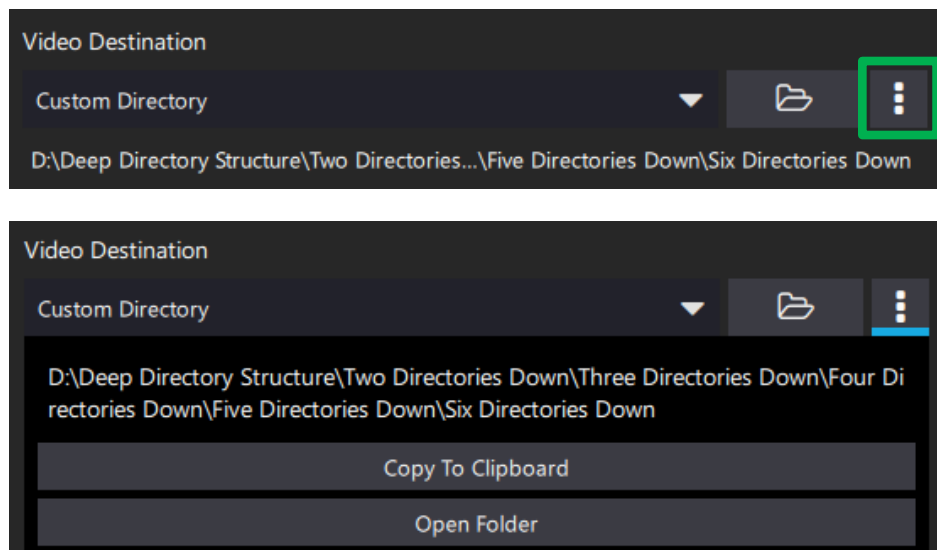 Video Destination
Custom Directory
D:\Deep Directory Structure\Two Directories...\Five Directories Down\Six Directories Down
Video Destination
Custom Directory
D:\Deep Directory Structure\Two Directories Down\Three Directories Down\Four Di
rectories Down\Five Directories Down\Six Directories Down
Copy To Clipboard
Open Folder